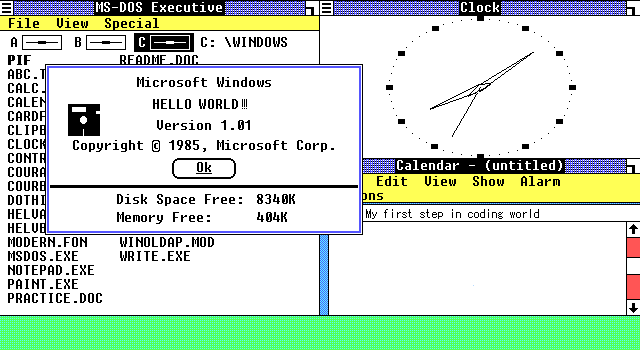 MS-DOS Executive
File View Special
A B C C: \WINDOWS
PIF README.DOC
ABC.T
CALC.
CALEN
CARDF
CLIPB
CLOCK
CONTR
COURA
COURB
DOTHI
HELVA
HELVB
MODERN.FON WINOLDAP.MOD
MSDOS.EXE WRITE.EXE
NOTEPAD.EXE
PAINT.EXE
PRACTICE.DOC
Microsoft Windows
HELLO WORLD!!!
Version 1.01
Copyright © 1985, Microsoft Corp.
Ok
Disk Space Free: 8340K
Memory Free: 404K
Clock
Calendar - (untitled)
Edit View Show Alarm
ons
My first step in coding world